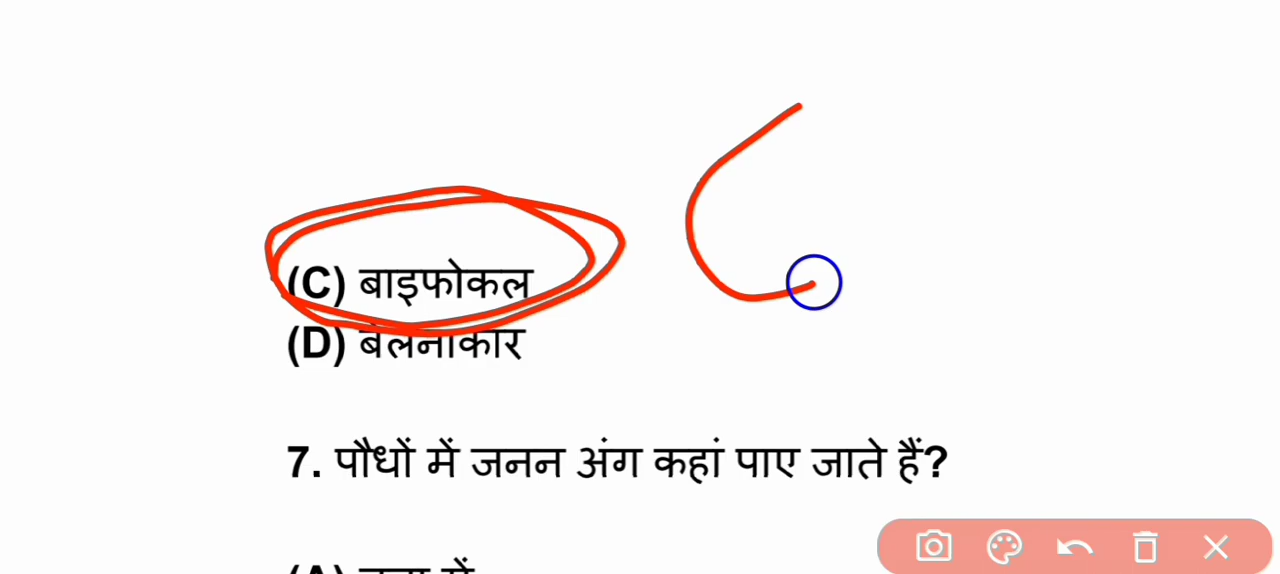 (C) बाइफोकल
(D) बेलनाकार
7. पौधों में जनन अंग कहां पाए जाते हैं?
(A)